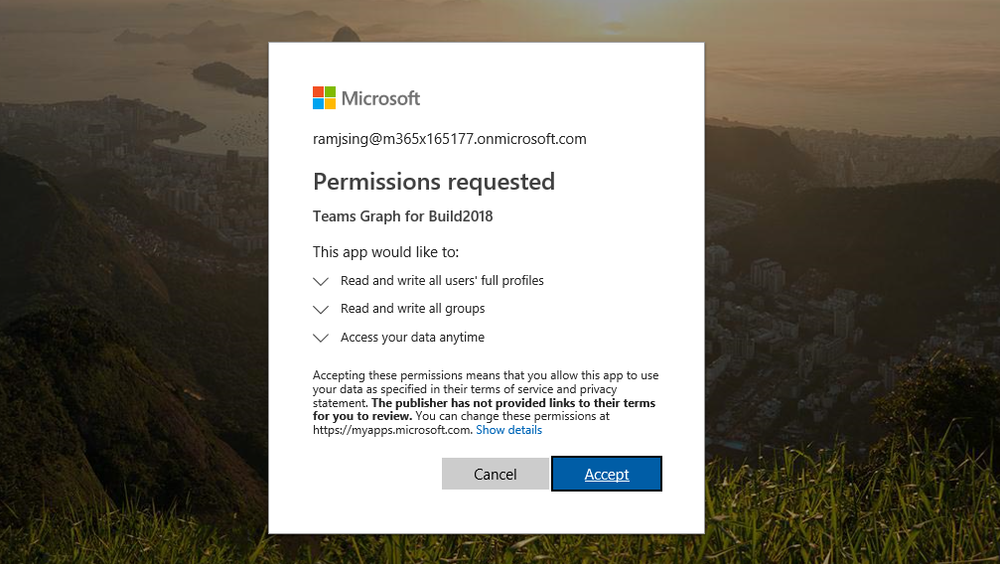 Microsoft
ramjsing@m365x165177.onmicrosoft.com
Permissions requested
Teams Graph for Build2018
This app would like to:
Read and write all users' full profiles
Read and write all groups
Access your data anytime
Accepting these permissions means that you allow this app to use
your data as specified in their terms of service and privacy
statement. The publisher has not provided links to their terms
for you to review. You can change these permissions at
https://myapps.microsoft.com. Show details
Cancel
Accept